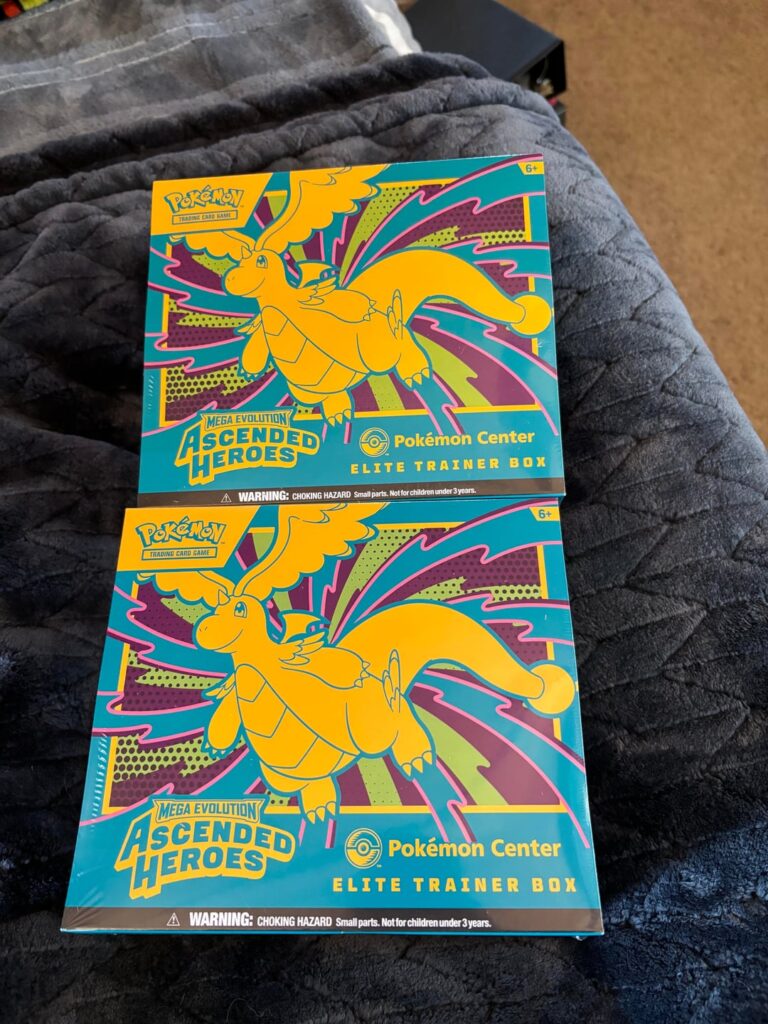 POKÉMON
TRADING CARD GAME
6+
MEGA EVOLUTION
ASCENDED
HEROES
Pokémon Center
ELITE TRAINER BOX
WARNING: CHOKING HAZARD Small parts. Not for children under 3 years.
POKÉMON
TRADING CARD GAME
6+
MEGA EVOLUTION
ASCENDED
HEROES
Pokémon Center
ELITE TRAINER BOX
WARNING: CHOKING HAZARD Small parts. Not for children under 3 years.